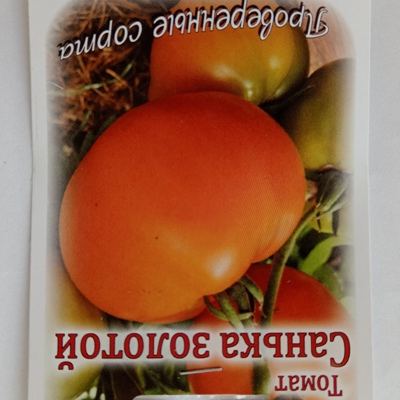 Томат
Санька золотой
Проверенные сорта